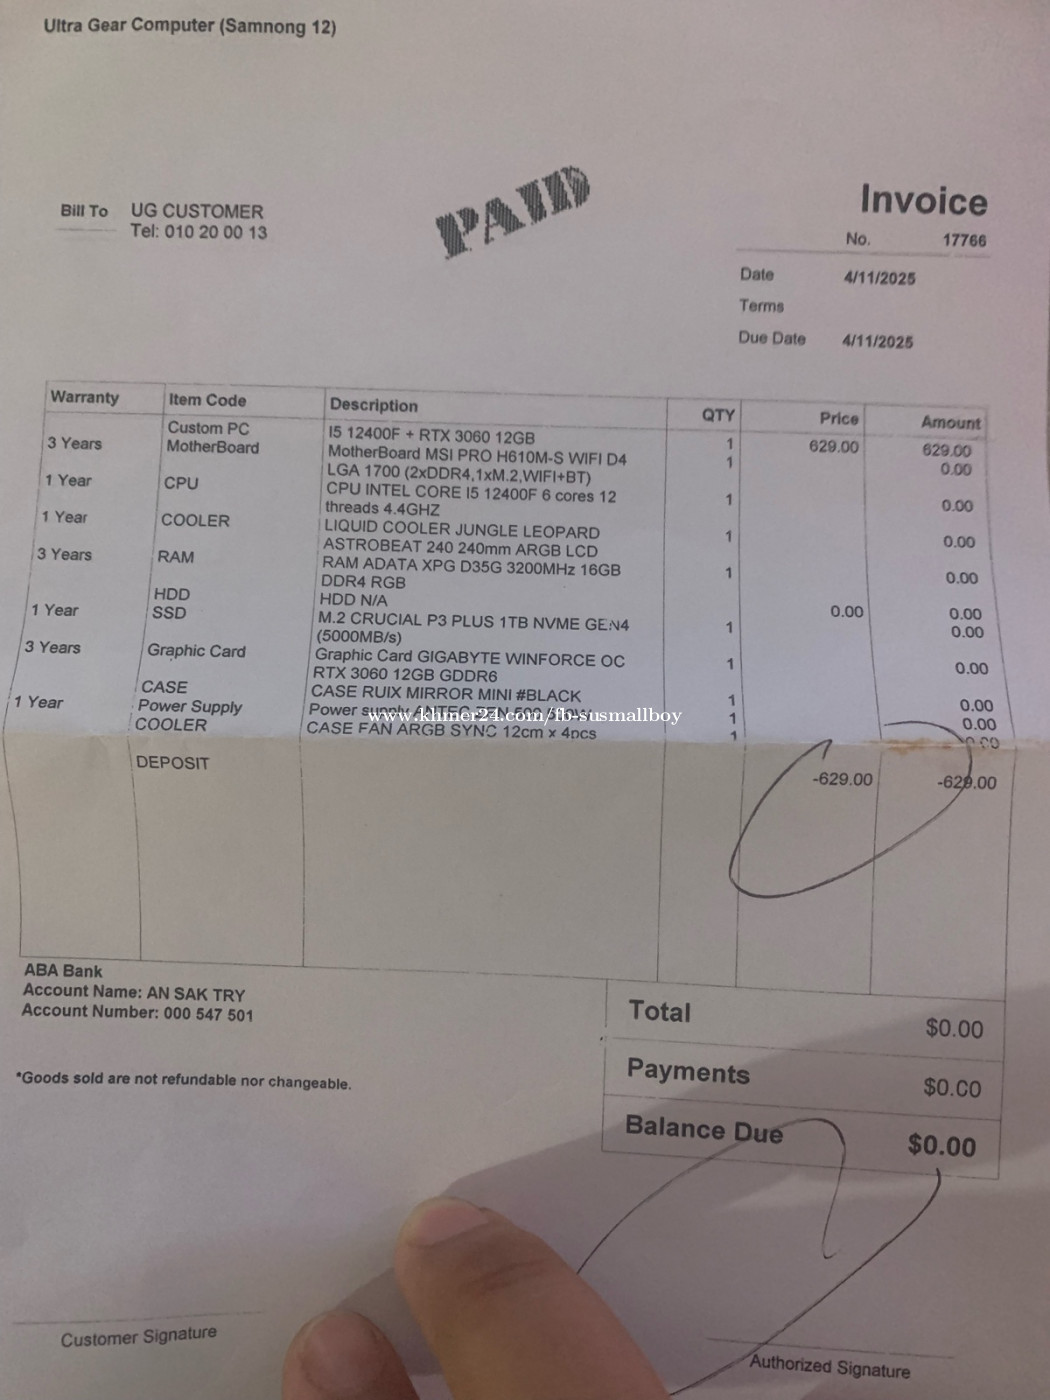 Ultra Gear Computer (Samnong 12)
PAID
Invoice
Bill To UG CUSTOMER
Tel: 010 20 00 13
No. 17766
Date 4/11/2025
Terms
Due Date 4/11/2025
Warranty Item Code Description QTY Price Amount
Custom PC I5 12400F + RTX 3060 12GB 1 629.00 629.00
3 Years MotherBoard MotherBoard MSI PRO H610M-S WIFI D4 1 0.00
LGA 1700 (2xDDR4,1xM.2,WIFI+BT)
1 Year CPU CPU INTEL CORE I5 12400F 6 cores 12 1 0.00
threads 4.4GHZ
1 Year COOLER LIQUID COOLER JUNGLE LEOPARD 1 0.00
ASTROBEAT 240 240mm ARGB LCD
3 Years RAM RAM ADATA XPG D35G 3200MHz 16GB 1 0.00
DDR4 RGB
HDD HDD N/A 0.00 0.00
1 Year SSD M.2 CRUCIAL P3 PLUS 1TB NVME GEN4 1 0.00
(5000MB/s)
3 Years Graphic Card Graphic Card GIGABYTE WINFORCE OC 1 0.00
RTX 3060 12GB GDDR6
CASE CASE RUIX MIRROR MINI #BLACK 1 0.00
1 Year Power Supply Power supply ANTEC 1 0.00
www.khmer24.com/fb-susmallboy
COOLER CASE FAN ARGB SYNC 12cm x 4pcs 1 0.00
DEPOSIT -629.00 -629.00
ABA Bank
Account Name: AN SAK TRY
Account Number: 000 547 501
*Goods sold are not refundable nor changeable.
Total $0.00
Payments $0.00
Balance Due $0.00
Customer Signature
Authorized Signature